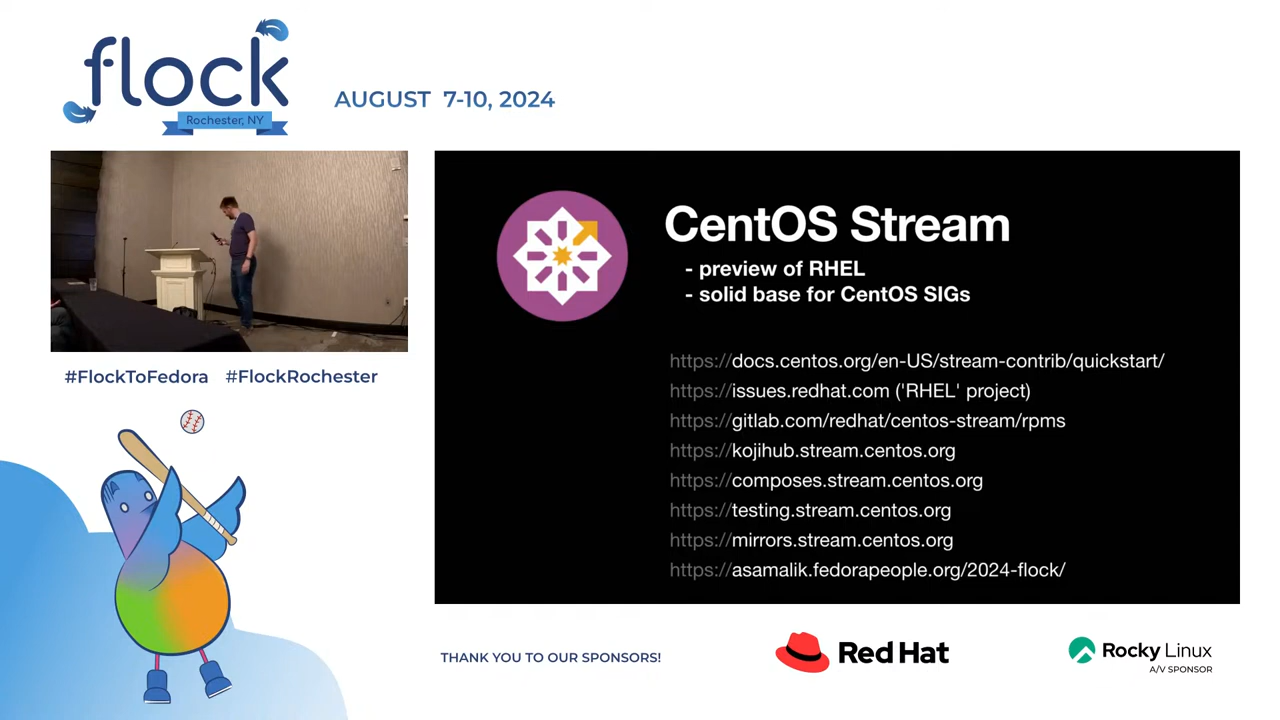 flock
Rochester, NY
AUGUST 7-10, 2024
#FlockToFedora #FlockRochester
CentOS Stream
- preview of RHEL
- solid base for CentOS SIGs
https://docs.centos.org/en-US/stream-contrib/quickstart/
https://issues.redhat.com ('RHEL' project)
https://gitlab.com/redhat/centos-stream/rpms
https://kojihub.stream.centos.org
https://composes.stream.centos.org
https://testing.stream.centos.org
https://mirrors.stream.centos.org
https://asamalik.fedorapeople.org/2024-flock/
THANK YOU TO OUR SPONSORS!
Red Hat
Rocky Linux
A/V SPONSOR